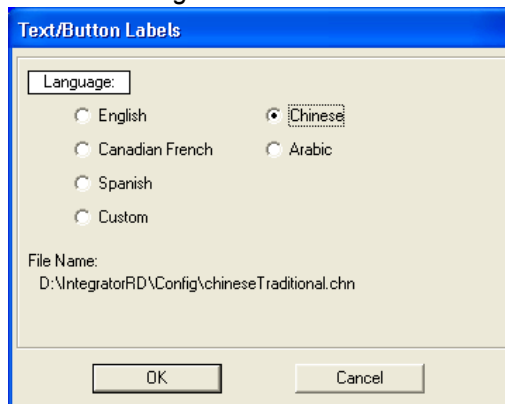 Text/Button Labels
Language:
English
Chinese
Canadian French
Arabic
Spanish
Custom
File Name:
D:\IntegratorRD\Config\chineseTraditional.chn
OK
Cancel